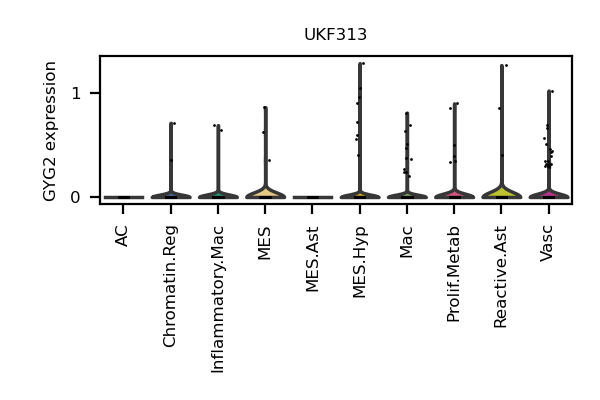 UKF313
GYG2 expression
1
0
AC
Chromatin.Reg
Inflammatory.Mac
MES
MES.Ast
MES.Hyp
Mac
Prolif.Metab
Reactive.Ast
Vasc